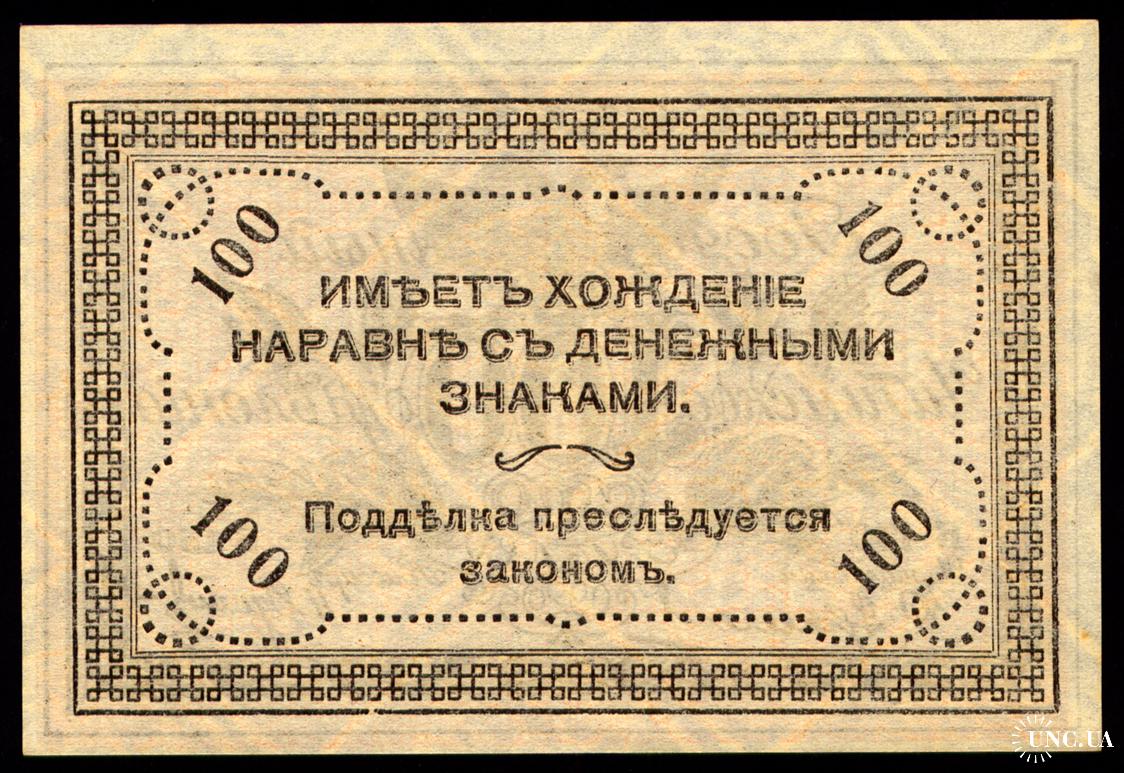 100 100
ИМѢЕТЪ ХОЖДЕНІЕ
НАРАВНѢ СЪ ДЕНЕЖНЫМИ
ЗНАКАМИ.
Поддѣлка преслѣдуется
закономъ.
100 100
UNC.UA